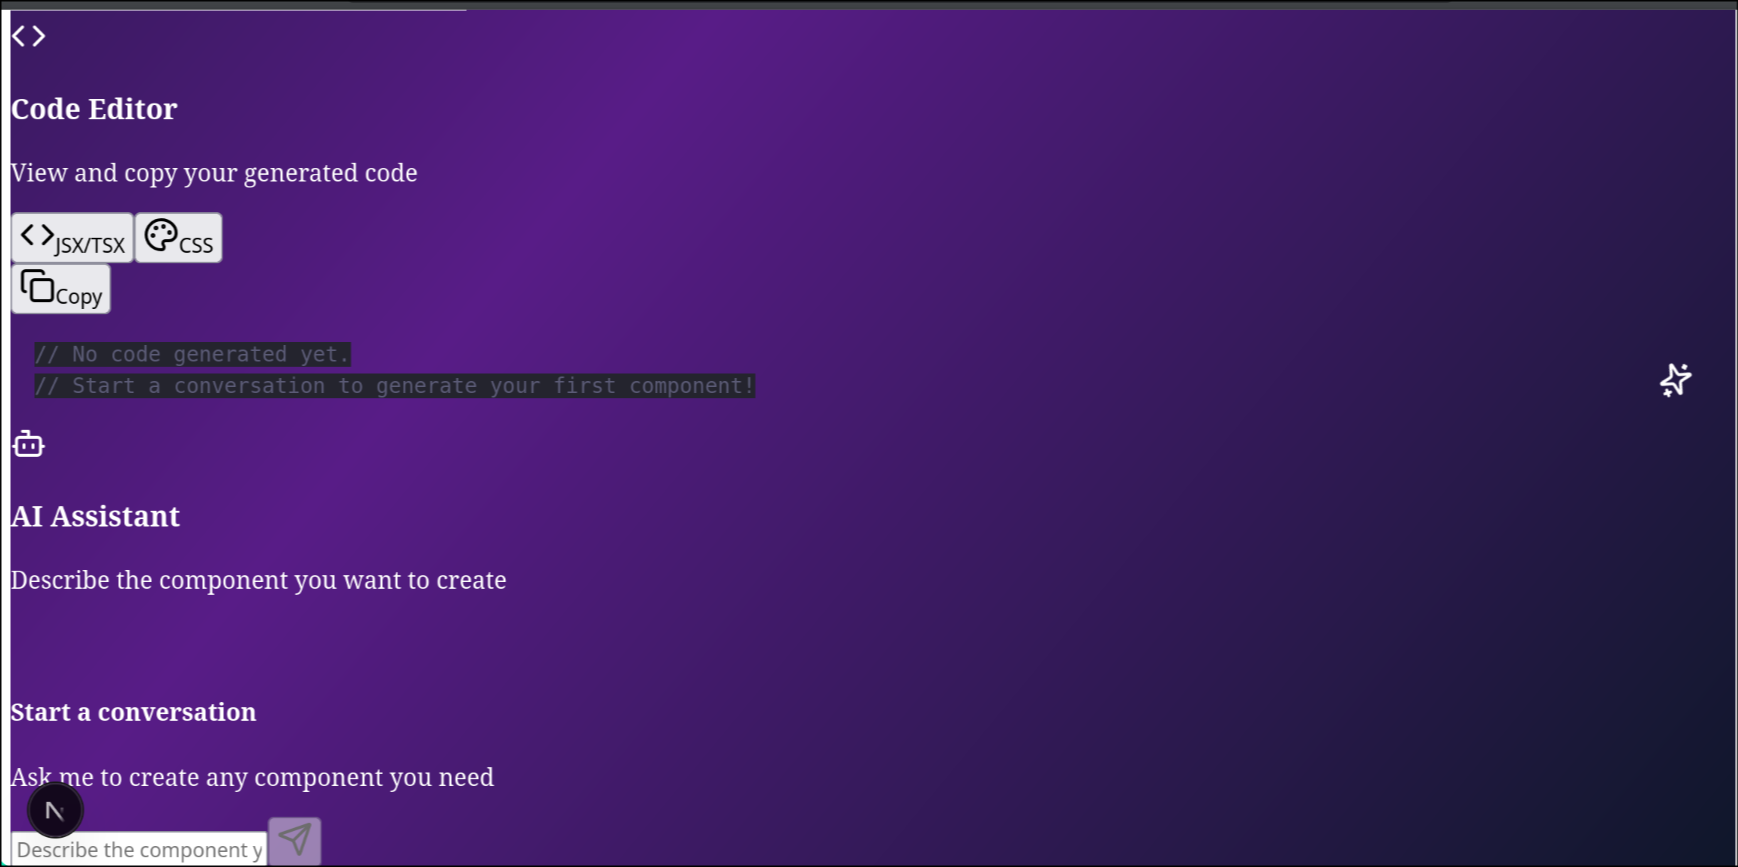 Code Editor
View and copy your generated code
JSX/TSX CSS
Copy
// No code generated yet.
// Start a conversation to generate your first component!
AI Assistant
Describe the component you want to create
Start a conversation
Ask me to create any component you need
N
Describe the component y